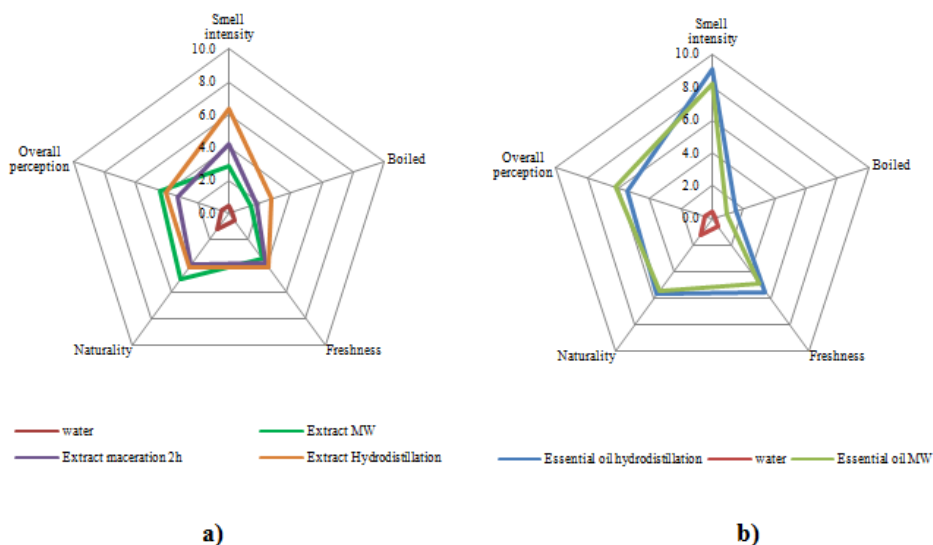 Smell
intensity
10.0
8.0
6.0
4.0
2.0
0.0
Overall
perception
Boiled
Naturality
Freshness
water
Extract MW
Extract maceration 2h
Extract Hydrodistillation
a)
Smell
intensity
10.0
8.0
6.0
4.0
2.0
0.0
Overall
perception
Boiled
Naturality
Freshness
Essential oil hydrodistillation water Essential oil MW
b)